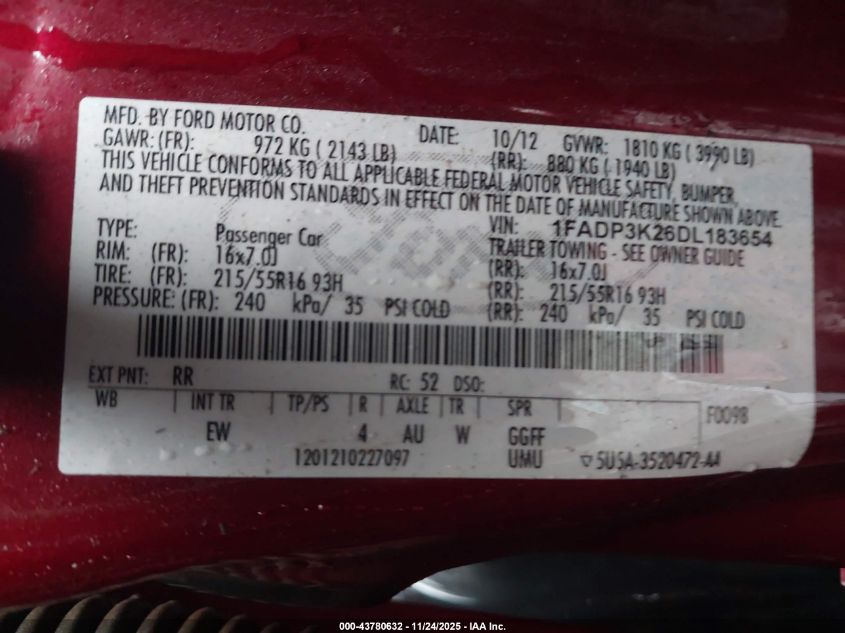 MFD. BY FORD MOTOR CO. DATE: 10/12 GVWR: 1810 KG ( 3990 LB)
GAWR: (FR): 972 KG ( 2143 LB) (RR): 880 KG ( 1940 LB)
THIS VEHICLE CONFORMS TO ALL APPLICABLE FEDERAL MOTOR VEHICLE SAFETY, BUMPER,
AND THEFT PREVENTION STANDARDS IN EFFECT ON THE DATE OF MANUFACTURE SHOWN ABOVE.
VIN: 1FADP3K26DL183654
TYPE: Passenger Car TRAILER TOWING - SEE OWNER GUIDE
RIM: (FR): 16x7.0J (RR): 16x7.0J
TIRE: (FR): 215/55R16 93H (RR): 215/55R16 93H
PRESSURE: (FR): 240 kPa/ 35 PSI COLD (RR): 240 kPa/ 35 PSI COLD
EXT PNT: RR RC: 52 DSO:
WB INT TR TP/PS R AXLE TR SPR F0098
EW 4 AU W GGFF
1201210227097 UMU ▽5U5A-3520472-AA
000-43780632 - 11/24/2025 - IAA Inc.